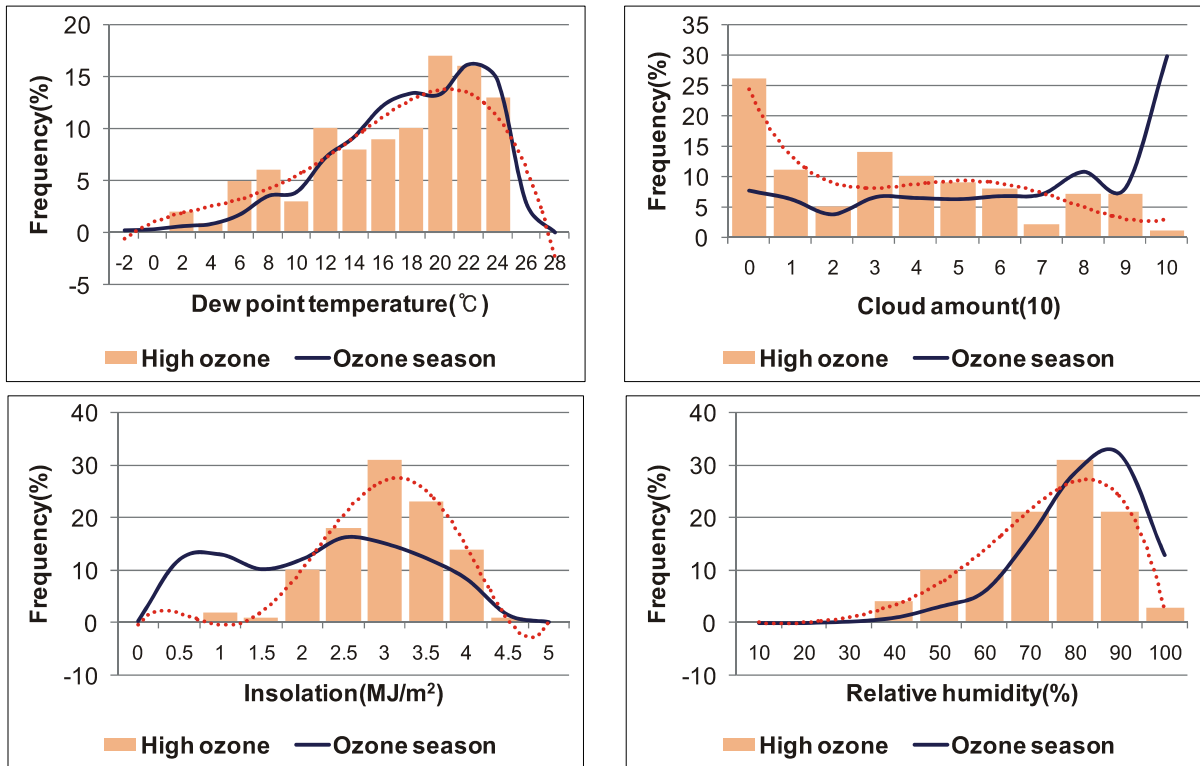 20
15
10
5
0
-5
Frequency(%)
-2 0 2 4 6 8 10 12 14 16 18 20 22 24 26 28
Dew point temperature(℃)
High ozone Ozone season
35
30
25
20
15
10
5
0
Frequency(%)
0 1 2 3 4 5 6 7 8 9 10
Cloud amount(10)
High ozone Ozone season
40
30
20
10
0
-10
Frequency(%)
0 0.5 1 1.5 2 2.5 3 3.5 4 4.5 5
Insolation(MJ/m²)
High ozone Ozone season
40
30
20
10
0
-10
Frequency(%)
10 20 30 40 50 60 70 80 90 100
Relative humidity(%)
High ozone Ozone season